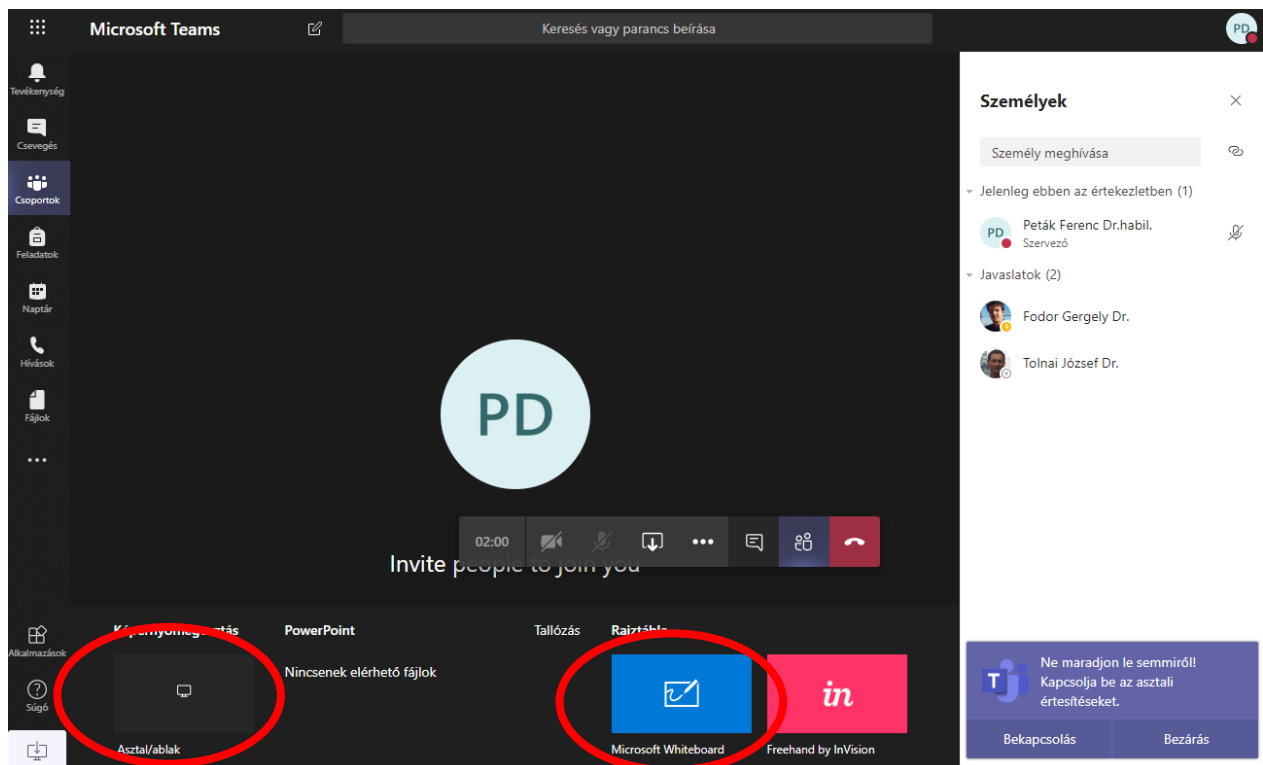 Microsoft Teams
Keresés vagy parancs beírása
PD
Tevékenység
Csevegés
Csoportok
Feladatok
Naptár
Hívások
Fájlok
Alkalmazások
Súgó
PD
02:00
Invite people to join you
Képernyőmegosztás
PowerPoint
Tallózás
Rajztábla
Nincsenek elérhető fájlok
in
Asztal/ablak
Microsoft Whiteboard
Freehand by InVision
Személyek
Személy meghívása
Jelenleg ebben az értekezletben (1)
PD
Peták Ferenc Dr.habil.
Szervező
Javaslatok (2)
Fodor Gergely Dr.
Tolnai József Dr.
T
Ne maradjon le semmiről!
Kapcsolja be az asztali
értesítéseket.
Bekapcsolás
Bezárás